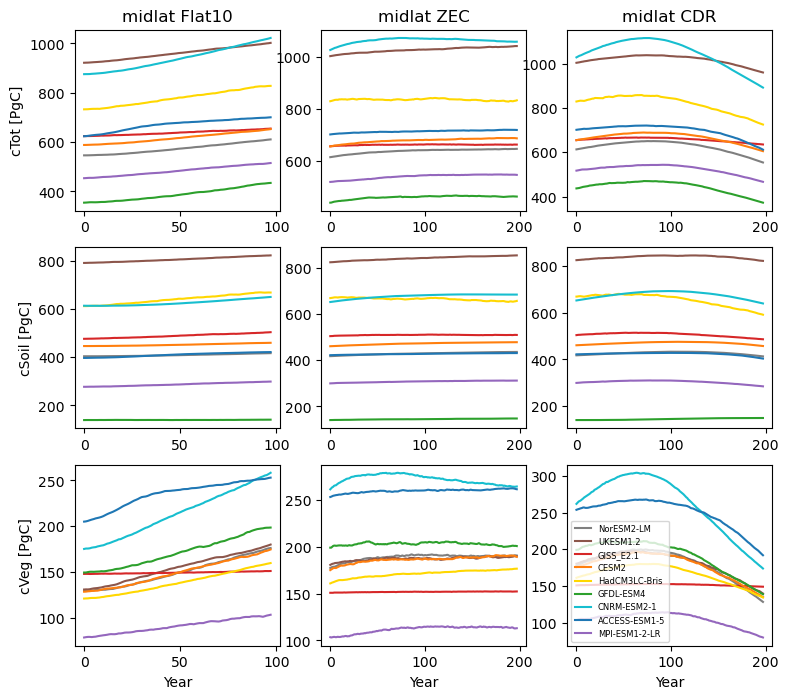 midlat Flat10 midlat ZEC midlat CDR
cTot [PgC]
1000
800
600
400
0 50 100
1000
800
600
0 100 200
1000
800
600
400
0 100 200
cSoil [PgC]
800
600
400
200
0 50 100
800
600
400
200
0 100 200
800
600
400
200
0 100 200
cVeg [PgC]
250
200
150
100
0 50 100
Year
250
200
150
100
0 100 200
Year
300
250
200
150
100
NorESM2-LM
UKESM1.2
GISS_E2.1
CESM2
HadCM3LC-Bris
GFDL-ESM4
CNRM-ESM2-1
ACCESS-ESM1-5
MPI-ESM1-2-LR
0 100 200
Year